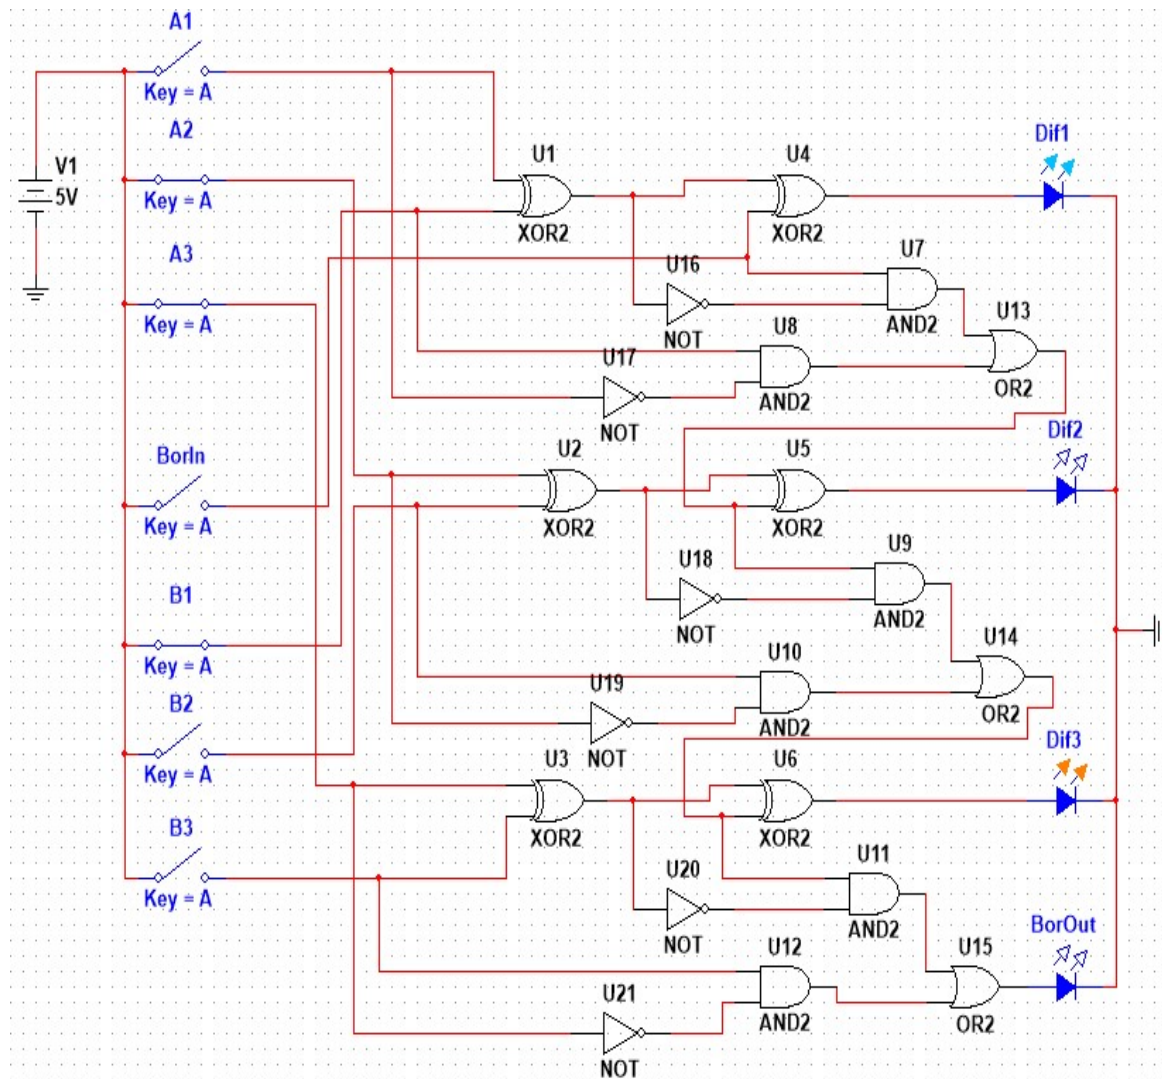 A1
Key = A
A2
V1
5V
Key = A
A3
Key = A
BorIn
Key = A
B1
Key = A
B2
Key = A
B3
Key = A
U1
XOR2
U4
XOR2
Dif1
U16
NOT
U7
AND2
U8
AND2
U13
OR2
U17
NOT
U2
XOR2
U5
XOR2
Dif2
U18
NOT
U9
AND2
U10
AND2
U14
OR2
U19
NOT
U3
XOR2
U6
XOR2
Dif3
U20
NOT
U11
AND2
U12
AND2
U15
OR2
BorOut
U21
NOT